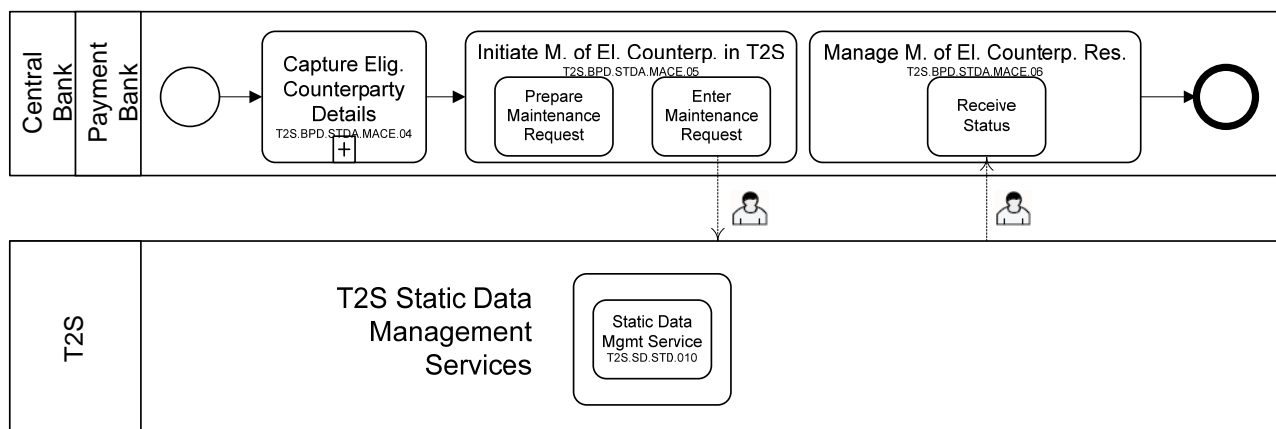 Central
Bank
Payment
Bank
Capture Elig.
Counterparty
Details
T2S.BPD.STDA.MACE.04
+
Initiate M. of El. Counterp. in T2S
T2S.BPD.STDA.MACE.05
Prepare
Maintenance
Request
Enter
Maintenance
Request
Manage M. of El. Counterp. Res.
T2S.BPD.STDA.MACE.06
Receive
Status
T2S
T2S Static Data
Management
Services
Static Data
Mgmt Service
T2S.SD.STD.010